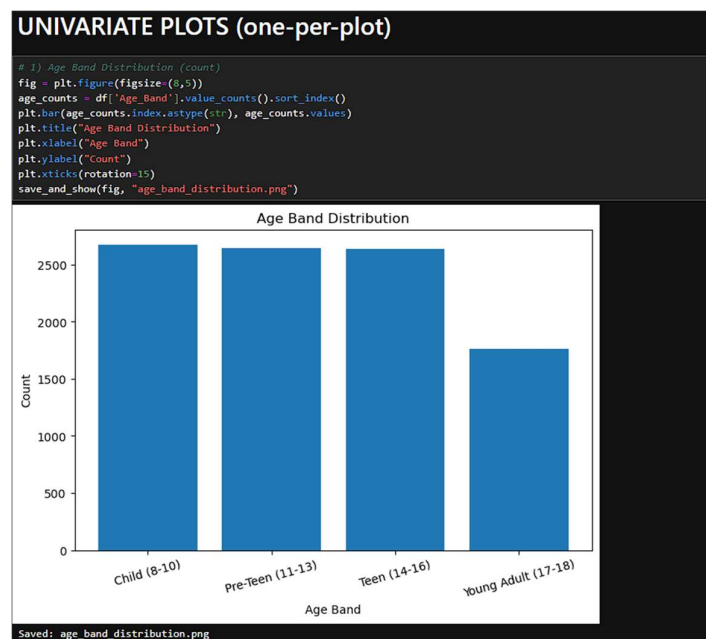 UNIVARIATE PLOTS (one-per-plot)
# 1) Age Band Distribution (count)
fig = plt.figure(figsize=(8,5))
age_counts = df['Age_Band'].value_counts().sort_index()
plt.bar(age_counts.index.astype(str), age_counts.values)
plt.title("Age Band Distribution")
plt.xlabel("Age Band")
plt.ylabel("Count")
plt.xticks(rotation=15)
save_and_show(fig, "age_band_distribution.png")
Age Band Distribution
2500
2000
1500
1000
500
0
Count
Child (8-10)
Pre-Teen (11-13)
Teen (14-16)
Young Adult (17-18)
Age Band
Saved: age_band_distribution.png